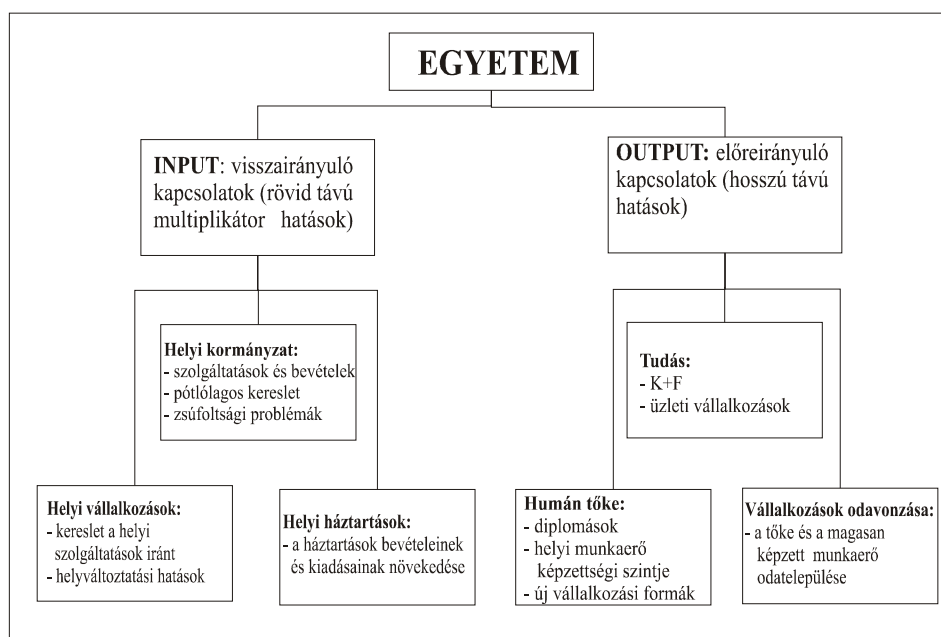 EGYETEM
INPUT: visszairányuló
kapcsolatok (rövid távú
multiplikátor hatások)
OUTPUT: előreirányuló
kapcsolatok (hosszú távú
hatások)
Helyi kormányzat:
- szolgáltatások és bevételek
- pótlólagos kereslet
- zsúfoltsági problémák
Tudás:
- K+F
- üzleti vállalkozások
Helyi vállalkozások:
- kereslet a helyi
szolgáltatások iránt
- helyváltoztatási hatások
Helyi háztartások:
- a háztartások bevételeinek
és kiadásainak növekedése
Humán tőke:
- diplomások
- helyi munkaerő
képzettségi szintje
- új vállalkozási formák
Vállalkozások odavonzása:
- a tőke és a magasan
képzett munkaerő
odatelepülése